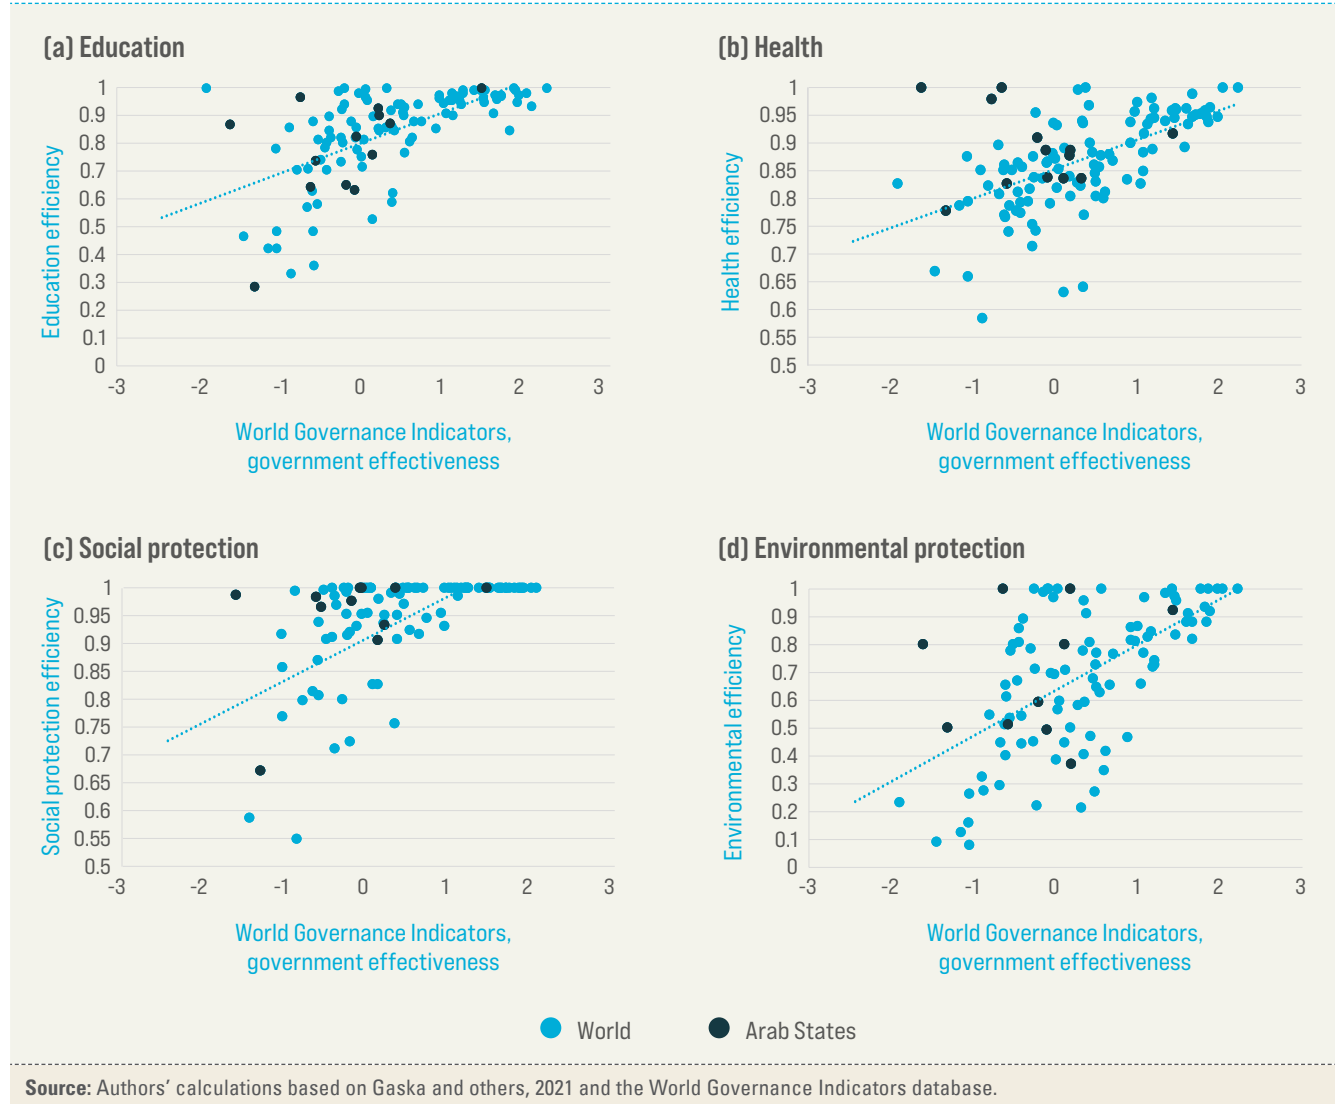 (a) Education
1
0.9
0.8
0.7
0.6
0.5
0.4
0.3
0.2
0.1
0
Education efficiency
-3 -2 -1 0 1 2 3
World Governance Indicators,
government effectiveness
(b) Health
1
0.95
0.9
0.85
0.8
0.75
0.7
0.65
0.6
0.55
0.5
Health efficiency
-3 -2 -1 0 1 2 3
World Governance Indicators,
government effectiveness
(c) Social protection
1
0.95
0.9
0.85
0.8
0.75
0.7
0.65
0.6
0.55
0.5
Social protection efficiency
-3 -2 -1 0 1 2 3
World Governance Indicators,
government effectiveness
(d) Environmental protection
1
0.9
0.8
0.7
0.6
0.5
0.4
0.3
0.2
0.1
0
Environmental efficiency
-3 -2 -1 0 1 2 3
World Governance Indicators,
government effectiveness
World Arab States
Source: Authors’ calculations based on Gaska and others, 2021 and the World Governance Indicators database.